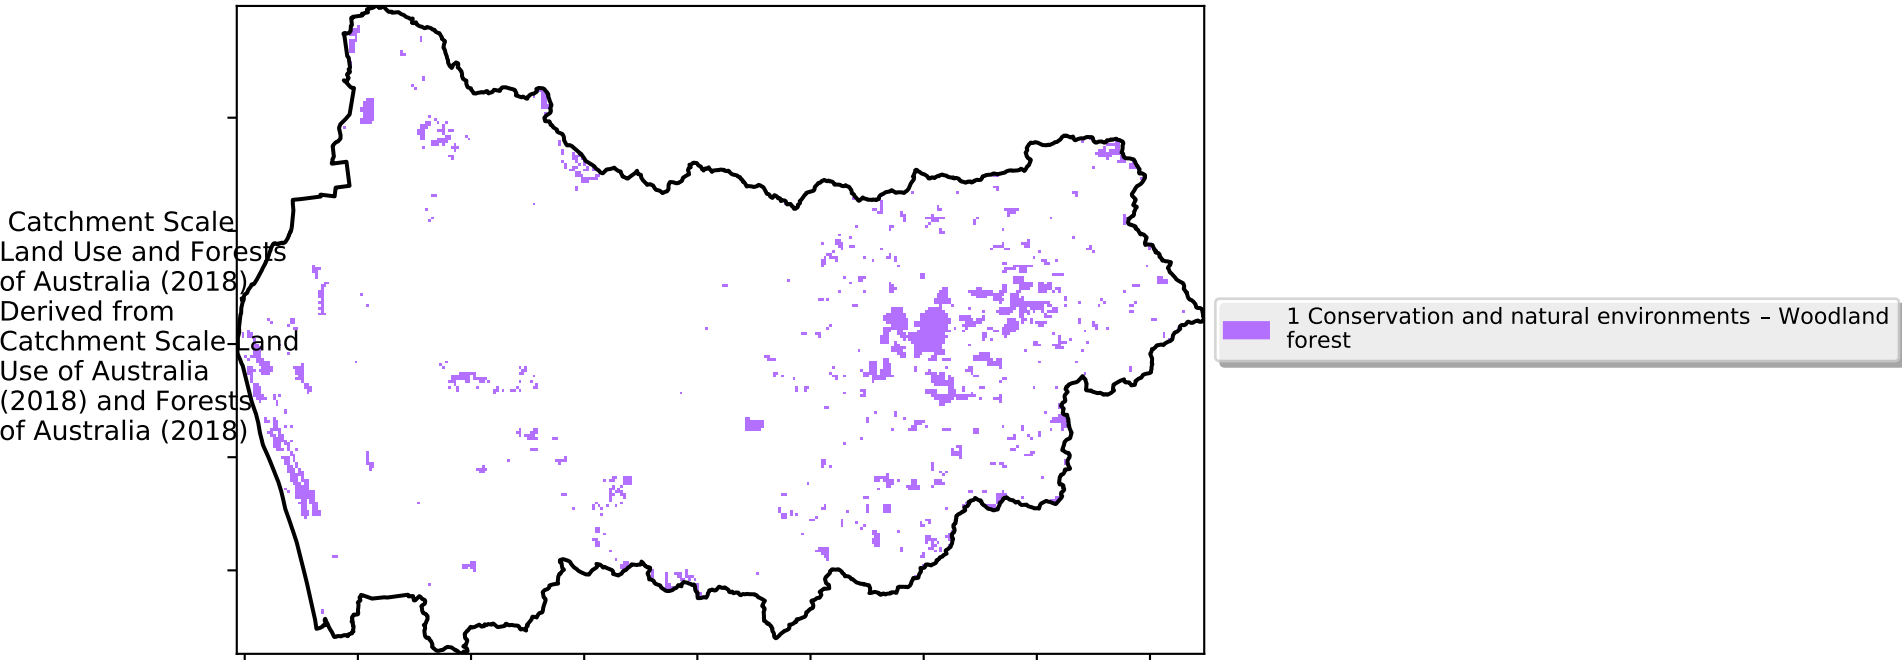 Catchment Scale
Land Use and Forests
of Australia (2018)
Derived from
Catchment Scale Land
Use of Australia
(2018) and Forests
of Australia (2018)
1 Conservation and natural environments – Woodland
forest